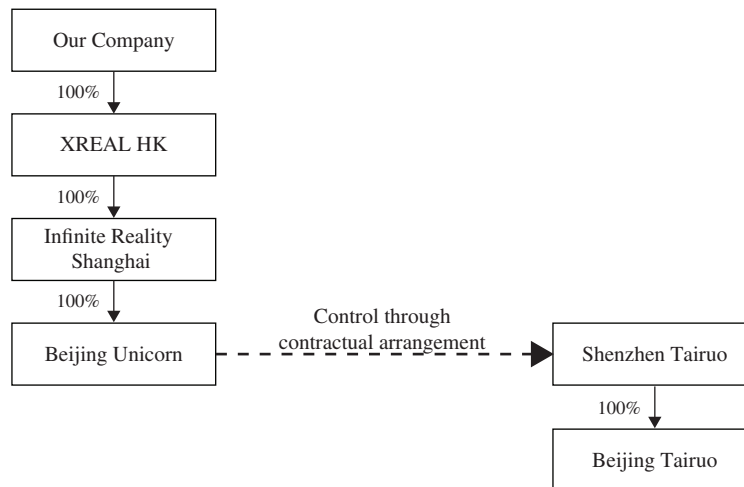 Our Company
100%
XREAL HK
100%
Infinite Reality
Shanghai
100%
Beijing Unicorn
Control through
contractual arrangement
Shenzhen Tairuo
100%
Beijing Tairuo